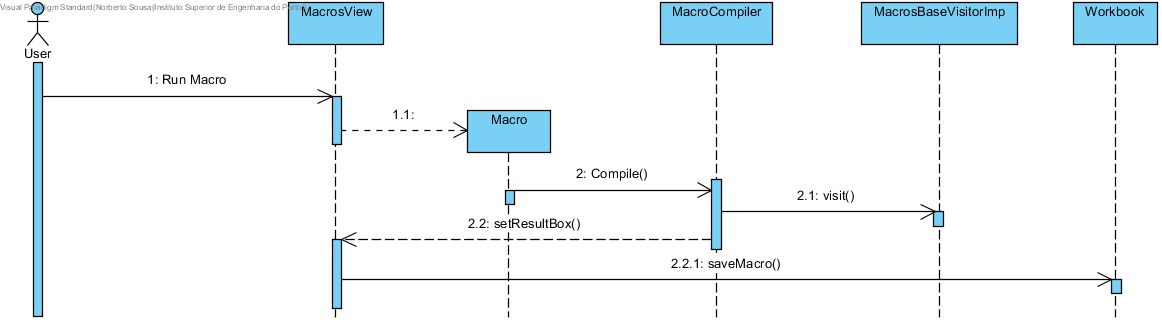 Visual Paradigm Standard(Norberto Sousa(Instituto Superior de Engenharia do Porto
User
MacrosView
MacroCompiler
MacrosBaseVisitorImp
Workbook
1: Run Macro
1.1:
Macro
2: Compile()
2.1: visit()
2.2: setResultBox()
2.2.1: saveMacro()